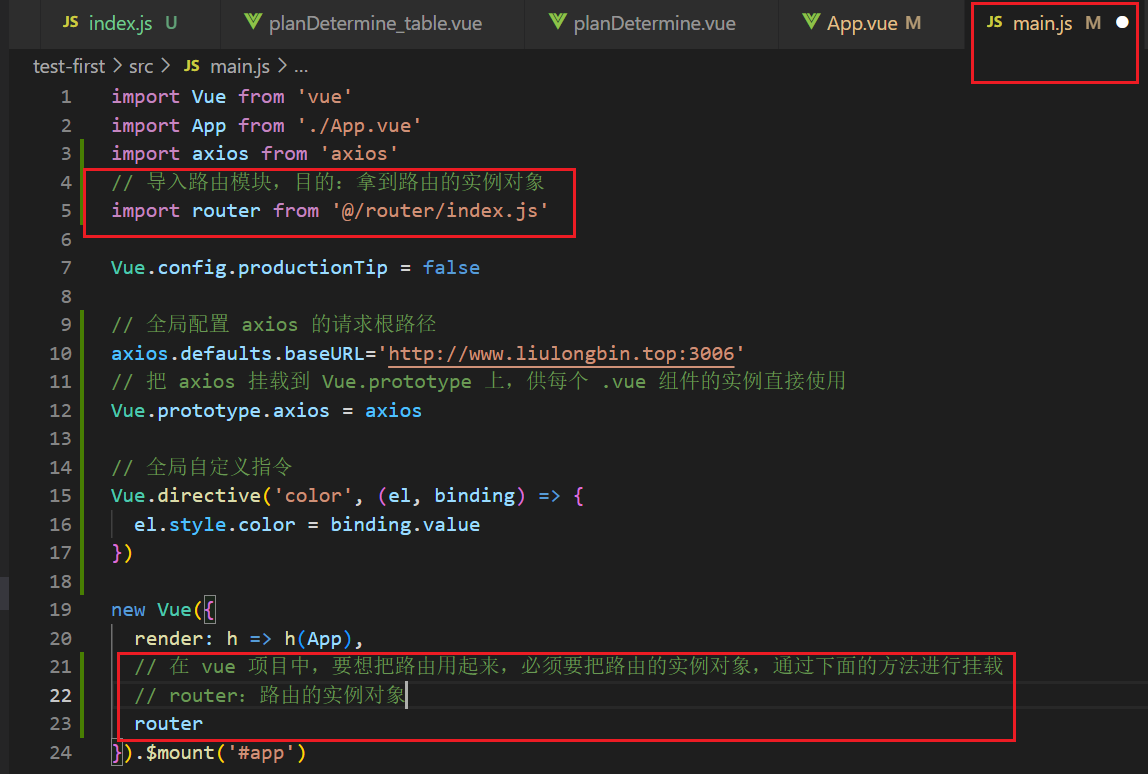 JS index.js U planDetermine_table.vue planDetermine.vue App.vue M JS main.js M
test-first > src > JS main.js > ...
1 import Vue from 'vue'
2 import App from './App.vue'
3 import axios from 'axios'
4 // 导入路由模块，目的：拿到路由的实例对象
5 import router from '@/router/index.js'
6
7 Vue.config.productionTip = false
8
9 // 全局配置 axios 的请求根路径
10 axios.defaults.baseURL='http://www.liulongbin.top:3006'
11 // 把 axios 挂载到 Vue.prototype 上，供每个 .vue 组件的实例直接使用
12 Vue.prototype.axios = axios
13
14 // 全局自定义指令
15 Vue.directive('color', (el, binding) => {
16 el.style.color = binding.value
17 })
18
19 new Vue({
20 render: h => h(App),
21 // 在 vue 项目中，要想把路由用起来，必须要把路由的实例对象，通过下面的方法进行挂载
22 // router：路由的实例对象
23 router
24 }).$mount('#app')